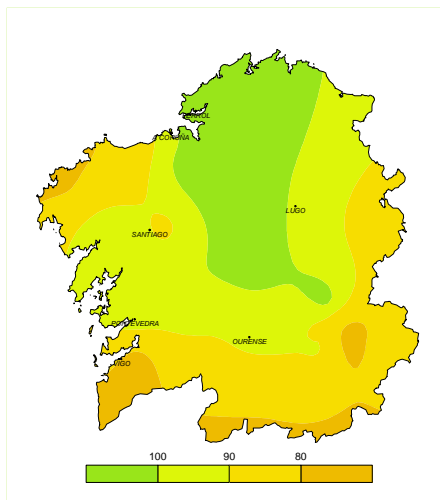 FERROL
A CORUÑA
LUGO
SANTIAGO
PONTEVEDRA
OURENSE
VIGO
100 90 80